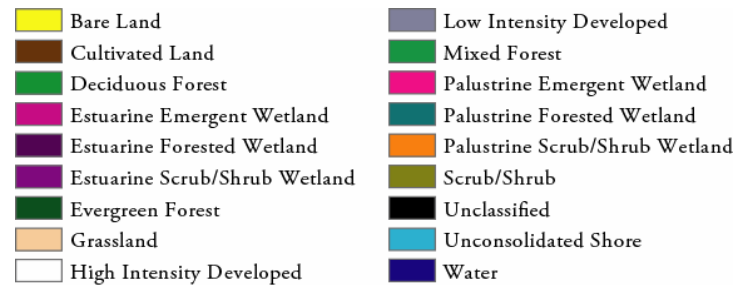 Bare Land
Cultivated Land
Deciduous Forest
Estuarine Emergent Wetland
Estuarine Forested Wetland
Estuarine Scrub/Shrub Wetland
Evergreen Forest
Grassland
High Intensity Developed
Low Intensity Developed
Mixed Forest
Palustrine Emergent Wetland
Palustrine Forested Wetland
Palustrine Scrub/Shrub Wetland
Scrub/Shrub
Unclassified
Unconsolidated Shore
Water